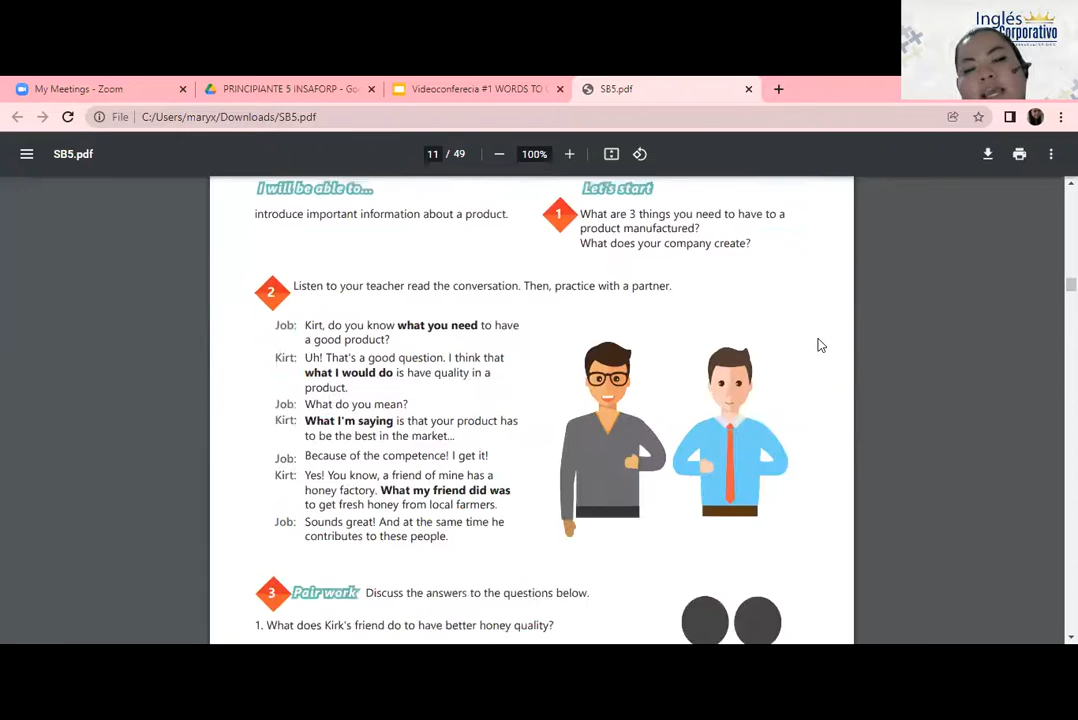 Inglés
Corporativo
My Meetings - Zoom
PRINCIPIANTE 5 INSAFORP - Go
Videoconferecia #1 WORDS TO
SB5.pdf
File
C:/Users/maryx/Downloads/SB5.pdf
SB5.pdf
11 / 49
100%
I will be able to...
introduce important information about a product.
Let's start
1
What are 3 things you need to have to a
product manufactured?
What does your company create?
2
Listen to your teacher read the conversation. Then, practice with a partner.
Job: Kirt, do you know what you need to have
a good product?
Kirt: Uh! That's a good question. I think that
what I would do is have quality in a
product.
Job: What do you mean?
Kirt: What I'm saying is that your product has
to be the best in the market...
Job: Because of the competence! I get it!
Kirt: Yes! You know, a friend of mine has a
honey factory. What my friend did was
to get fresh honey from local farmers.
Job: Sounds great! And at the same time he
contributes to these people.
3
Pair work
Discuss the answers to the questions below.
1. What does Kirk's friend do to have better honey quality?